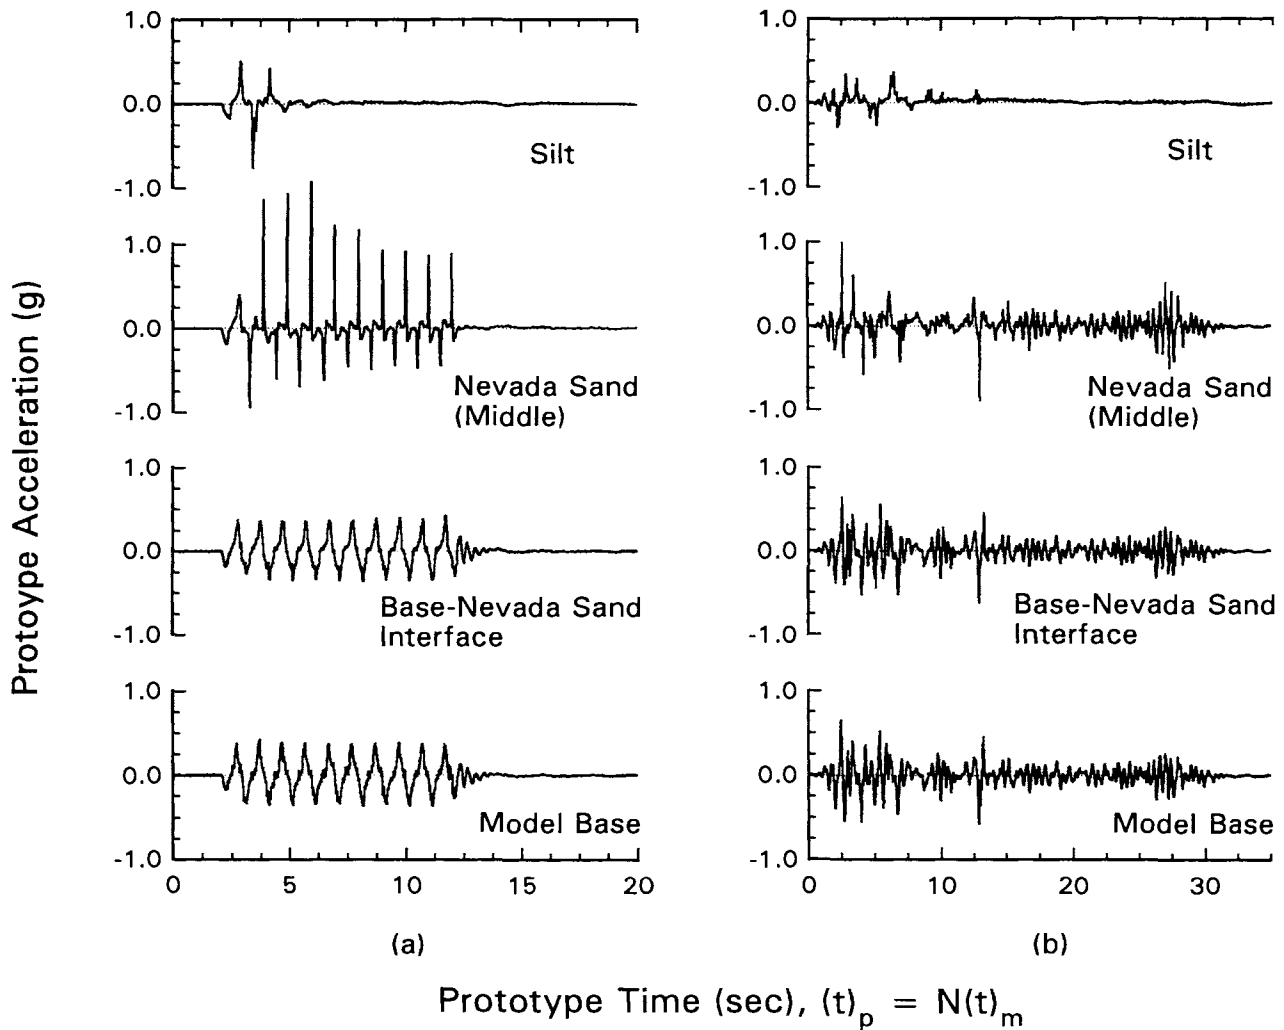 Protoype Acceleration (g)
1.0
0.0
-1.0
Silt
1.0
0.0
-1.0
Nevada Sand
(Middle)
1.0
0.0
-1.0
Base-Nevada Sand
Interface
1.0
0.0
-1.0
Model Base
0 5 10 15 20
(a)
1.0
0.0
-1.0
Silt
1.0
0.0
-1.0
Nevada Sand
(Middle)
1.0
0.0
-1.0
Base-Nevada Sand
Interface
1.0
0.0
-1.0
Model Base
0 10 20 30
(b)
Prototype Time (sec), (t)p = N(t)m